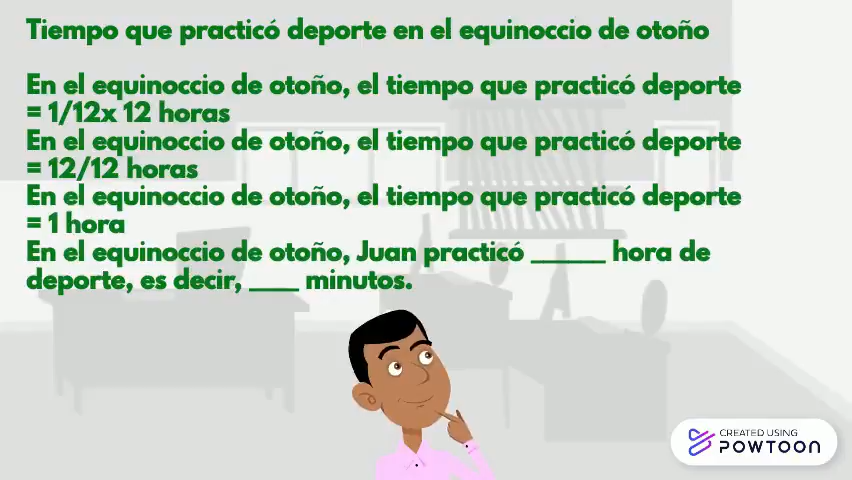 Tiempo que practicó deporte en el equinoccio de otoño
En el equinoccio de otoño, el tiempo que practicó deporte
= 1/12x 12 horas
En el equinoccio de otoño, el tiempo que practicó deporte
= 12/12 horas
En el equinoccio de otoño, el tiempo que practicó deporte
= 1 hora
En el equinoccio de otoño, Juan practicó ______ hora de
deporte, es decir, ____ minutos.
CREATED USING
POWTOON